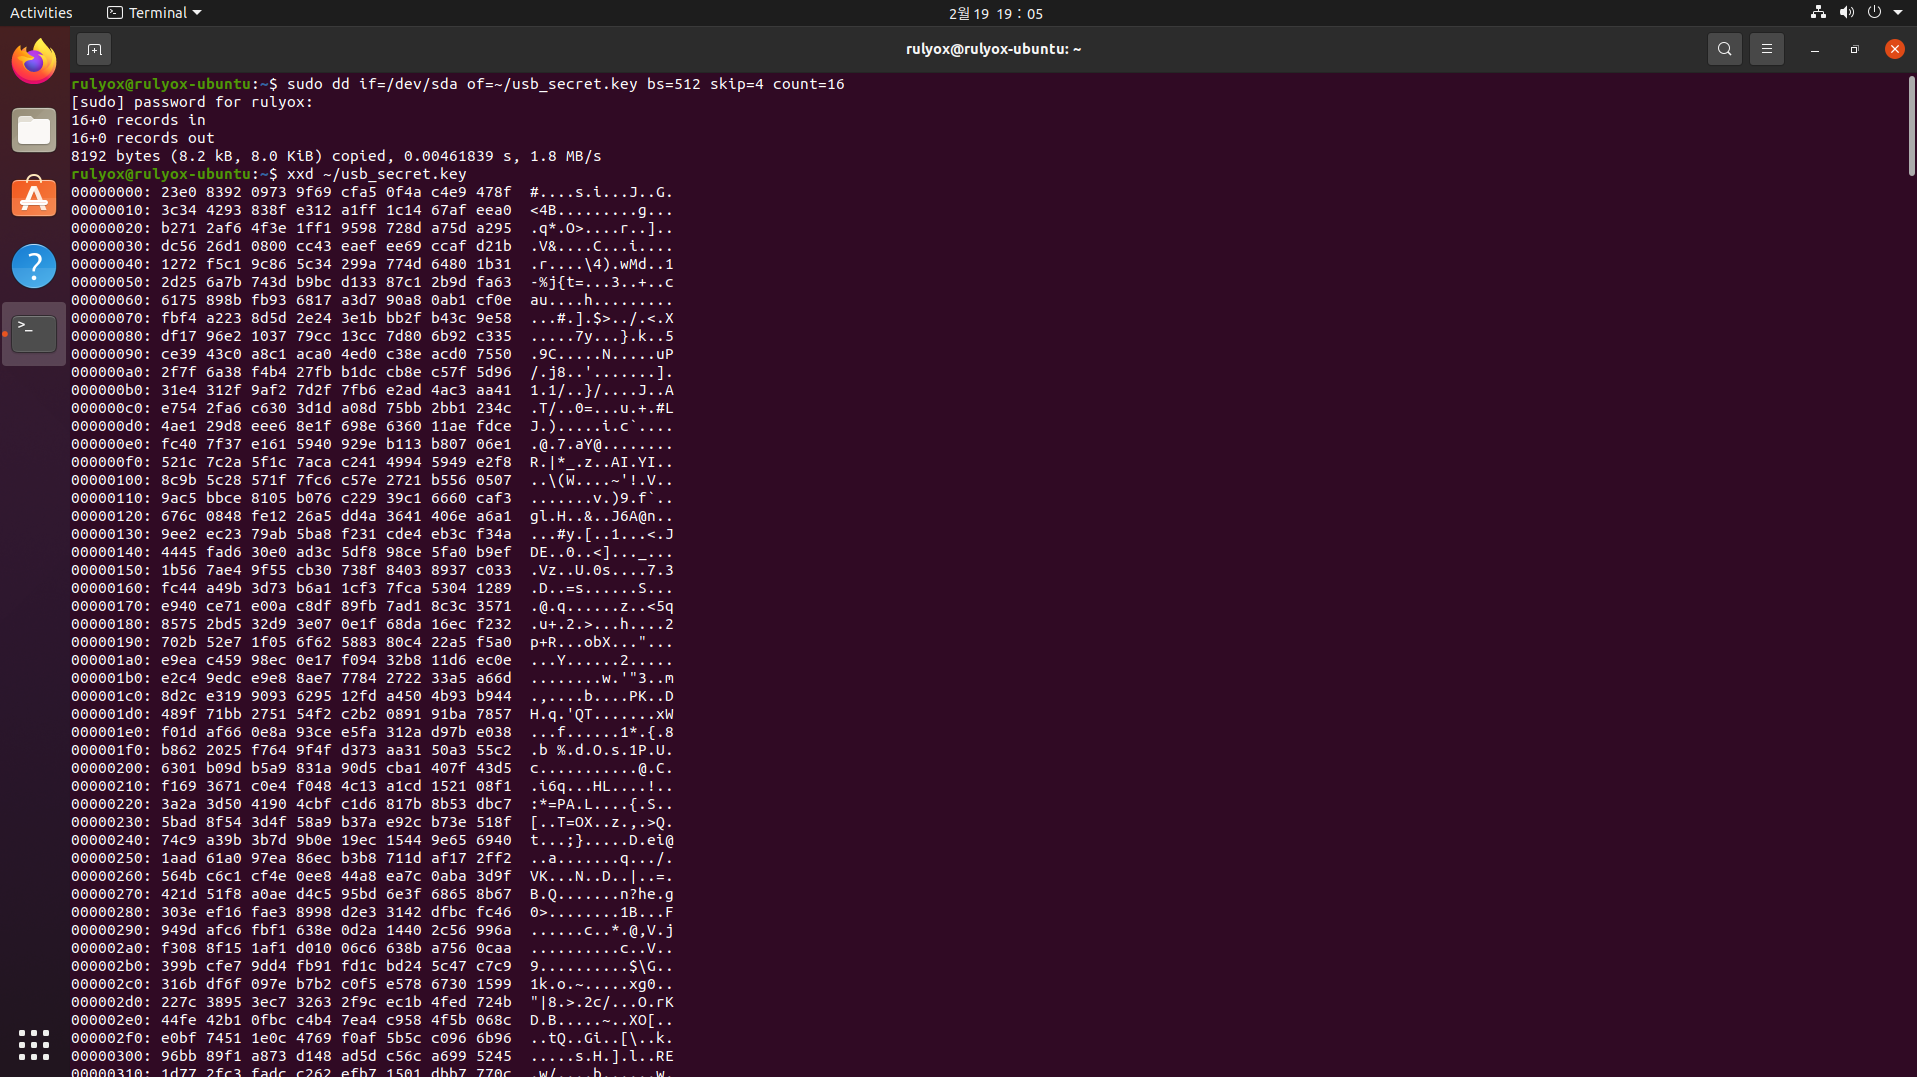 Activities
Terminal
2월 19 19 : 05
rulyox@rulyox-ubuntu: ~
rulyox@rulyox-ubuntu:~$ sudo dd if=/dev/sda of=~/usb_secret.key bs=512 skip=4 count=16
[sudo] password for rulyox:
16+0 records in
16+0 records out
8192 bytes (8.2 kB, 8.0 KiB) copied, 0.00461839 s, 1.8 MB/s
rulyox@rulyox-ubuntu:~$ xxd ~/usb_secret.key
00000000: 23e0 8392 0973 9f69 cfa5 0f4a c4e9 478f  #....s.i...J..G.
00000010: 3c34 4293 838f e312 a1ff 1c14 67af eea0  <4B.........g...
00000020: b271 2af6 4f3e 1ff1 9598 728d a75d a295  .q*.O>....r..]..
00000030: dc56 26d1 0800 cc43 eaef ee69 ccaf d21b  .V&....C...i....
00000040: 1272 f5c1 9c86 5c34 299a 774d 6480 1b31  .r....\4).wMd..1
00000050: 2d25 6a7b 743d b9bc d133 87c1 2b9d fa63  -%j{t=...3..+..c
00000060: 6175 898b fb93 6817 a3d7 90a8 0ab1 cf0e  au....h.........
00000070: fbf4 a223 8d5d 2e24 3e1b bb2f b43c 9e58  ...#.].$>../.<.X
00000080: df17 96e2 1037 79cc 13cc 7d80 6b92 c335  .....7y...}.k..5
00000090: ce39 43c0 a8c1 aca0 4ed0 c38e acd0 7550  .9C.....N.....uP
000000a0: 2f7f 6a38 f4b4 27fb b1dc cb8e c57f 5d96  /.j8..'.......].
000000b0: 31e4 312f 9af2 7d2f 7fb6 e2ad 4ac3 aa41  1.1/..}/....J..A
000000c0: e754 2fa6 c630 3d1d a08d 75bb 2bb1 234c  .T/..0=...u.+.#L
000000d0: 4ae1 29d8 eee6 8e1f 698e 6360 11ae fdce  J.).....i.c`....
000000e0: fc40 7f37 e161 5940 929e b113 b807 06e1  .@.7.aY@........
000000f0: 521c 7c2a 5f1c 7aca c241 4994 5949 e2f8  R.|*_.z..AI.YI..
00000100: 8c9b 5c28 571f 7fc6 c57e 2721 b556 0507  ..\(W....~'!.V..
00000110: 9ac5 bbce 8105 b076 c229 39c1 6660 caf3  .......v.)9.f`..
00000120: 676c 0848 fe12 26a5 dd4a 3641 406e a6a1  gl.H..&..J6A@n..
00000130: 9ee2 ec23 79ab 5ba8 f231 cde4 eb3c f34a  ...#y.[..1...<.J
00000140: 4445 fad6 30e0 ad3c 5df8 98ce 5fa0 b9ef  DE..0..<]..._...
00000150: 1b56 7ae4 9f55 cb30 738f 8403 8937 c033  .Vz..U.0s....7.3
00000160: fc44 a49b 3d73 b6a1 1cf3 7fca 5304 1289  .D..=s......S...
00000170: e940 ce71 e00a c8df 89fb 7ad1 8c3c 3571  .@.q......z..<5q
00000180: 8575 2bd5 32d9 3e07 0e1f 68da 16ec f232  .u+.2.>...h....2
00000190: 702b 52e7 1f05 6f62 5883 80c4 22a5 f5a0  p+R...obX..."...
000001a0: e9ea c459 98ec 0e17 f094 32b8 11d6 ec0e  ...Y......2.....
000001b0: e2c4 9edc e9e8 8ae7 7784 2722 33a5 a66d  ........w.'"3..m
000001c0: 8d2c e319 9093 6295 12fd a450 4b93 b944  .,....b....PK..D
000001d0: 489f 71bb 2751 54f2 c2b2 0891 91ba 7857  H.q.'QT.......xW
000001e0: f01d af66 0e8a 93ce e5fa 312a d97b e038  ...f......1*.{.8
000001f0: b862 2025 f764 9f4f d373 aa31 50a3 55c2  .b %.d.O.s.1P.U.
00000200: 6301 b09d b5a9 831a 90d5 cba1 407f 43d5  c...........@.C.
00000210: f169 3671 c0e4 f048 4c13 a1cd 1521 08f1  .i6q...HL....!..
00000220: 3a2a 3d50 4190 4cbf c1d6 817b 8b53 dbc7  :*=PA.L....{.S..
00000230: 5bad 8f54 3d4f 58a9 b37a e92c b73e 518f  [..T=OX..z.,.>Q.
00000240: 74c9 a39b 3b7d 9b0e 19ec 1544 9e65 6940  t...;}.....D.ei@
00000250: 1aad 61a0 97ea 86ec b3b8 711d af17 2ff2  ..a.......q.../.
00000260: 564b c6c1 cf4e 0ee8 44a8 ea7c 0aba 3d9f  VK...N..D..|..=.
00000270: 421d 51f8 a0ae d4c5 95bd 6e3f 6865 8b67  B.Q.......n?he.g
00000280: 303e ef16 fae3 8998 d2e3 3142 dfbc fc46  0>........1B...F
00000290: 949d afc6 fbf1 638e 0d2a 1440 2c56 996a  ......c..*.@,V.j
000002a0: f308 8f15 1af1 d010 06c6 638b a756 0caa  ..........c..V..
000002b0: 399b cfe7 9dd4 fb91 fd1c bd24 5c47 c7c9  9..........$\G..
000002c0: 316b df6f 097e b7b2 c0f5 e578 6730 1599  1k.o.~.....xg0..
000002d0: 227c 3895 3ec7 3263 2f9c ec1b 4fed 724b  "|8.>.2c/...O.rK
000002e0: 44fe 42b1 0fbc c4b4 7ea4 c958 4f5b 068c  D.B.....~..XO[..
000002f0: e0bf 7451 1e0c 4769 f0af 5b5c c096 6b96  ..tQ..Gi..[\..k.
00000300: 96bb 89f1 a873 d148 ad5d c56c a699 5245  .....s.H.].l..RE
00000310: 1d77 2fc3 fadc c262 efb7 1501 dbb7 770c  .w/....b......w.